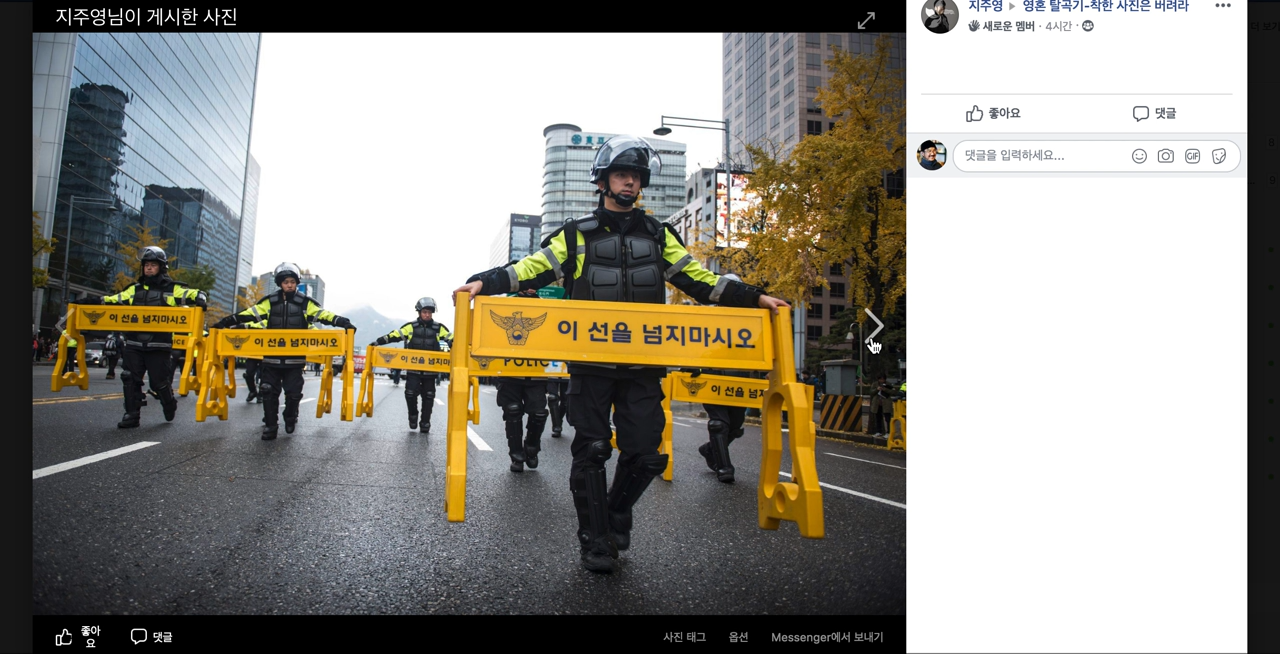 지주영님이 게시한 사진
지주영 ▸ 영혼 탈곡기-착한 사진은 버려라
새로운 멤버 · 4시간 ·
좋아요
댓글
댓글을 입력하세요...
GIF
이 선을 넘지마시오
이 선을 넘지마시오
이 선을 넘지마
이 선을 넘지마시오
POLICE
이 선을 넘지
ICE
좋아
요
댓글
사진 태그
옵션
Messenger에서 보내기